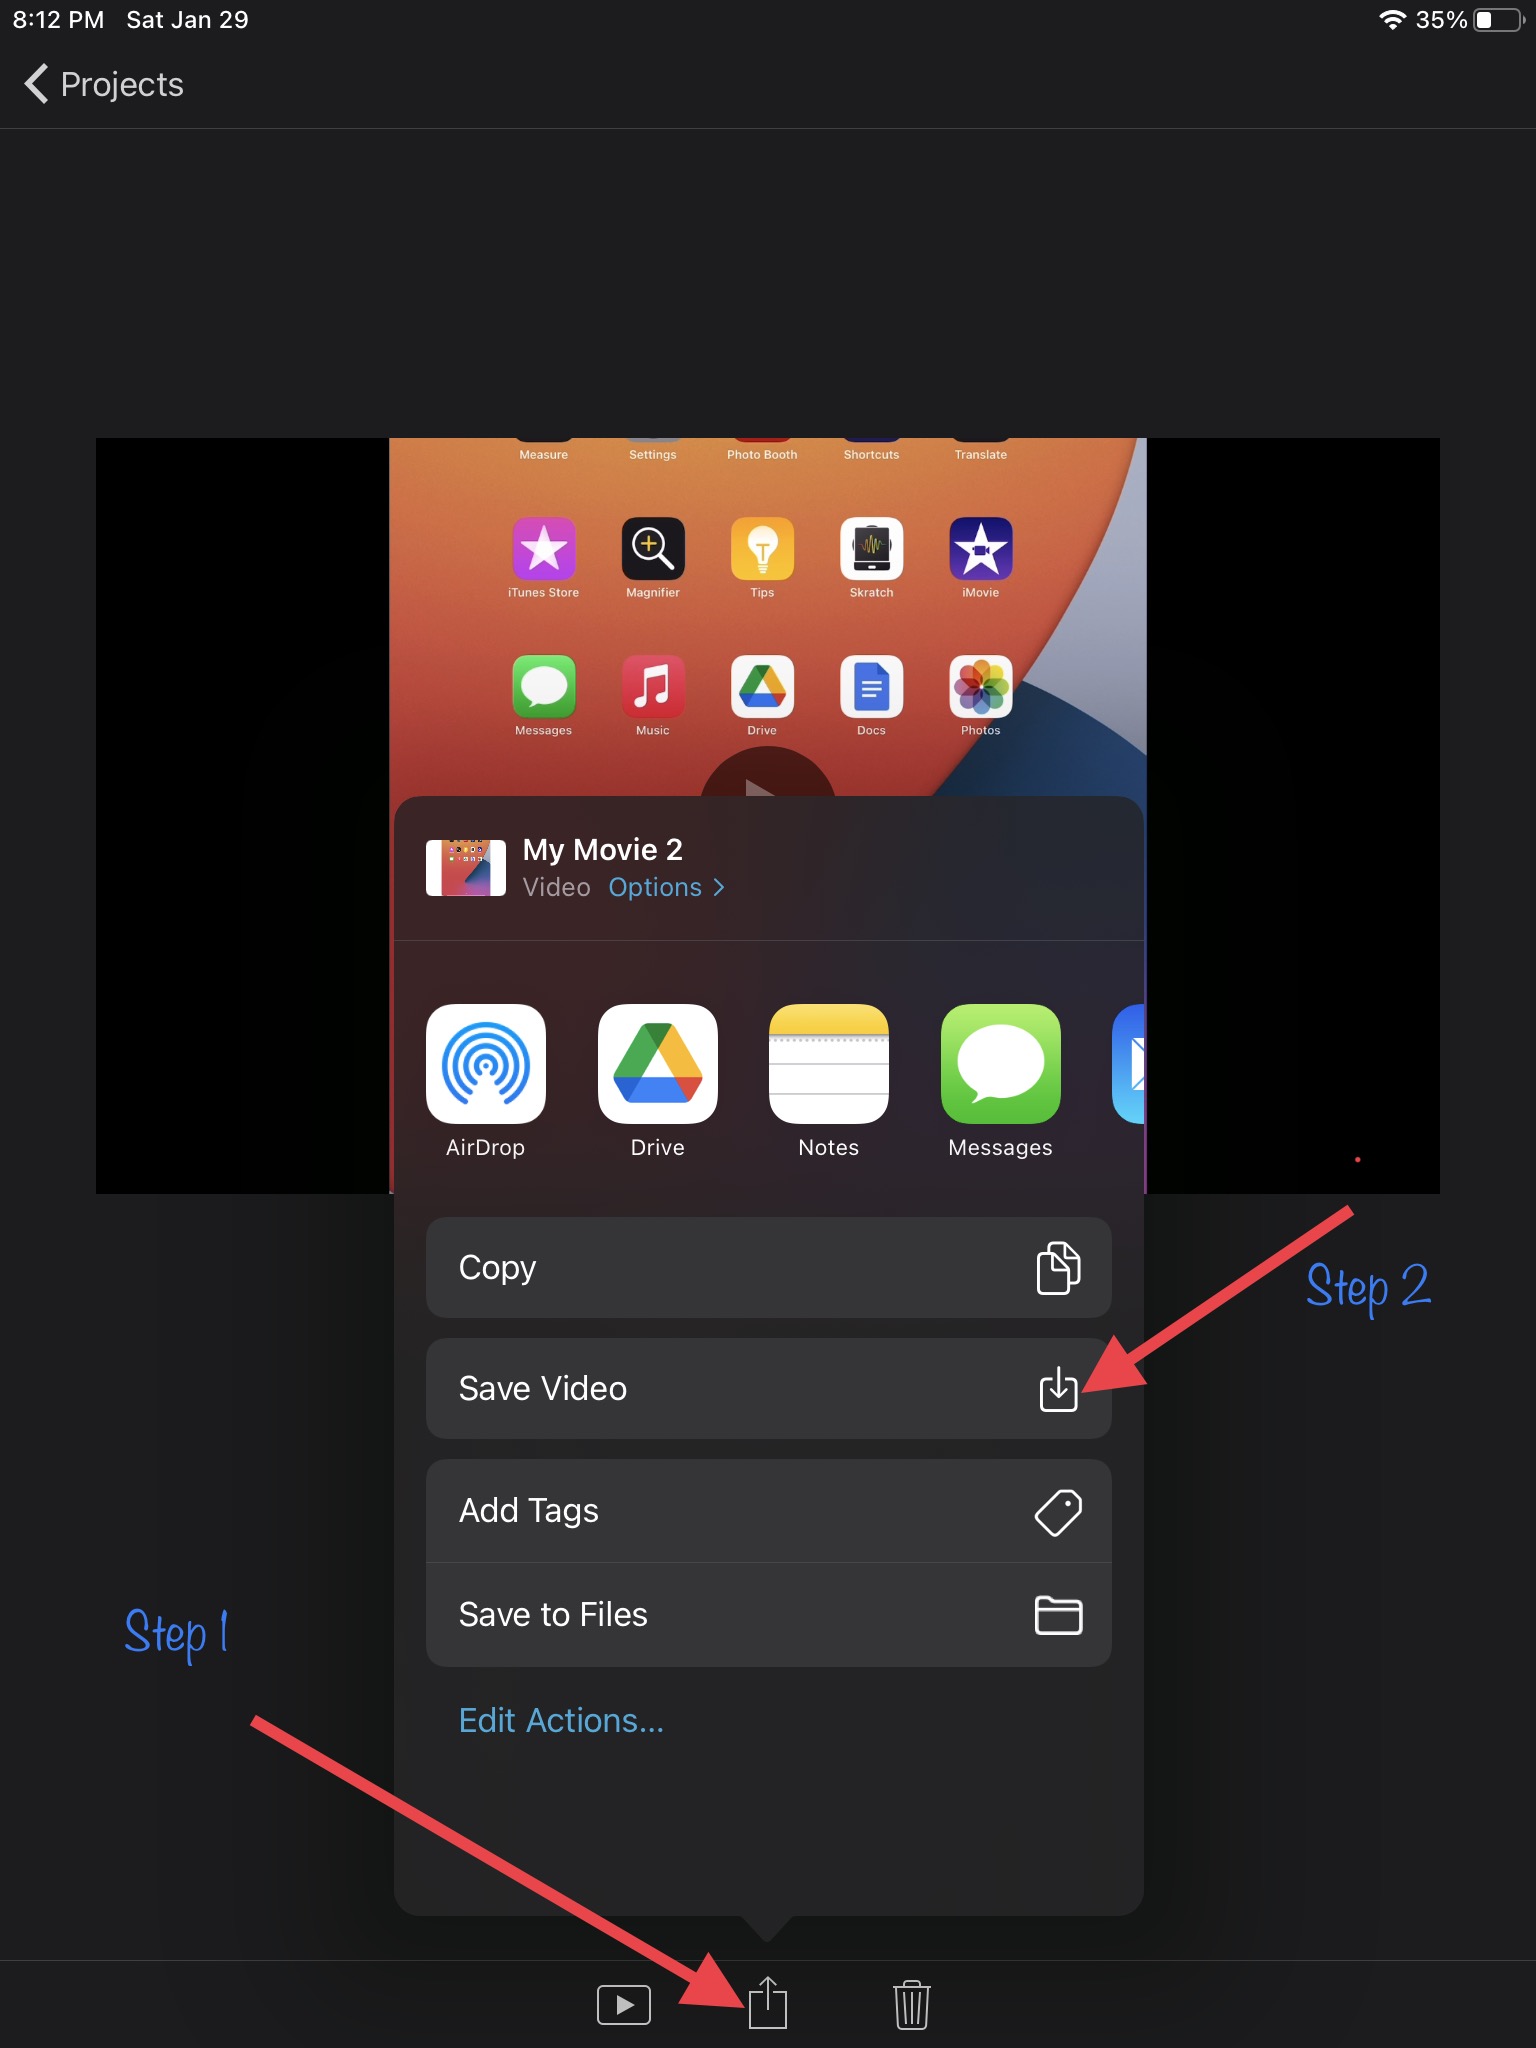 8:12 PM Sat Jan 29 35%
Projects
Measure Settings Photo Booth Shortcuts Translate
iTunes Store Magnifier Tips Skratch iMovie
Messages Music Drive Docs Photos
My Movie 2
Video Options >
AirDrop Drive Notes Messages
Copy
Step 2
Save Video
Add Tags
Save to Files
Step 1
Edit Actions...